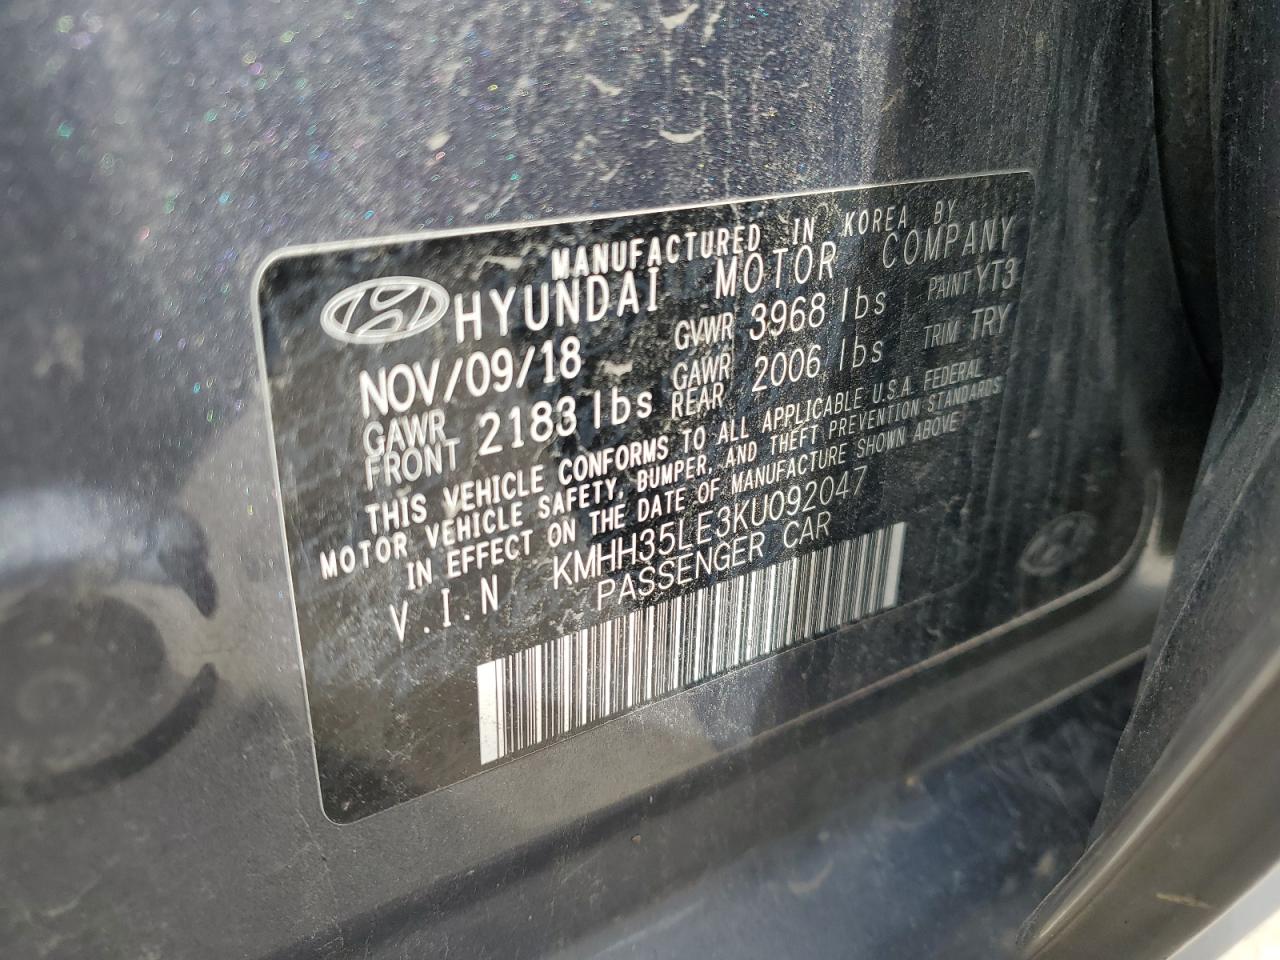 MANUFACTURED IN KOREA BY
HYUNDAI MOTOR COMPANY
NOV/09/18 GVWR 3968 lbs PAINT YT3
GAWR FRONT 2183 lbs GAWR REAR 2006 lbs TRIM TRY
THIS VEHICLE CONFORMS TO ALL APPLICABLE U.S.A. FEDERAL
MOTOR VEHICLE SAFETY, BUMPER, AND THEFT PREVENTION STANDARDS
IN EFFECT ON THE DATE OF MANUFACTURE SHOWN ABOVE
V.I.N KMHH35LE3KU092047
PASSENGER CAR